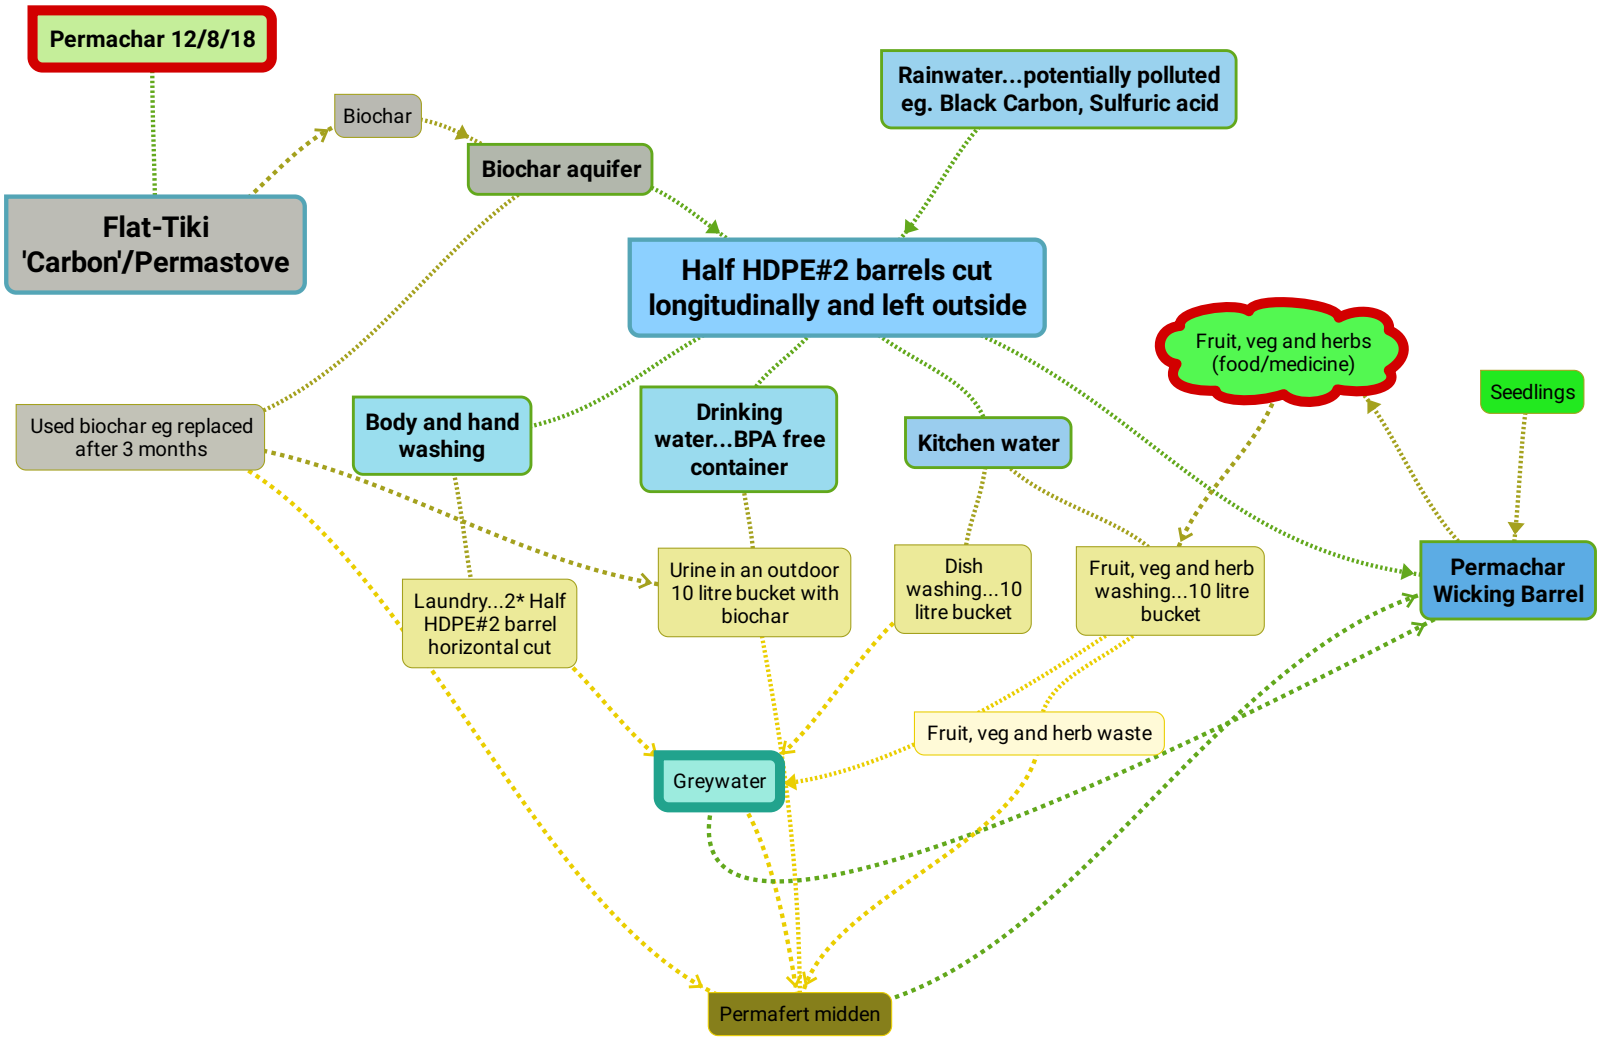 Permachar 12/8/18
Rainwater...potentially polluted
eg. Black Carbon, Sulfuric acid
Biochar
Biochar aquifer
Flat-Tiki
'Carbon'/Permastove
Half HDPE#2 barrels cut
longitudinally and left outside
Fruit, veg and herbs
(food/medicine)
Seedlings
Used biochar eg replaced
after 3 months
Body and hand
washing
Drinking
water...BPA free
container
Kitchen water
Laundry...2* Half
HDPE#2 barrel
horizontal cut
Urine in an outdoor
10 litre bucket with
biochar
Dish
washing...10
litre bucket
Fruit, veg and herb
washing...10 litre
bucket
Permachar
Wicking Barrel
Fruit, veg and herb waste
Greywater
Permafert midden